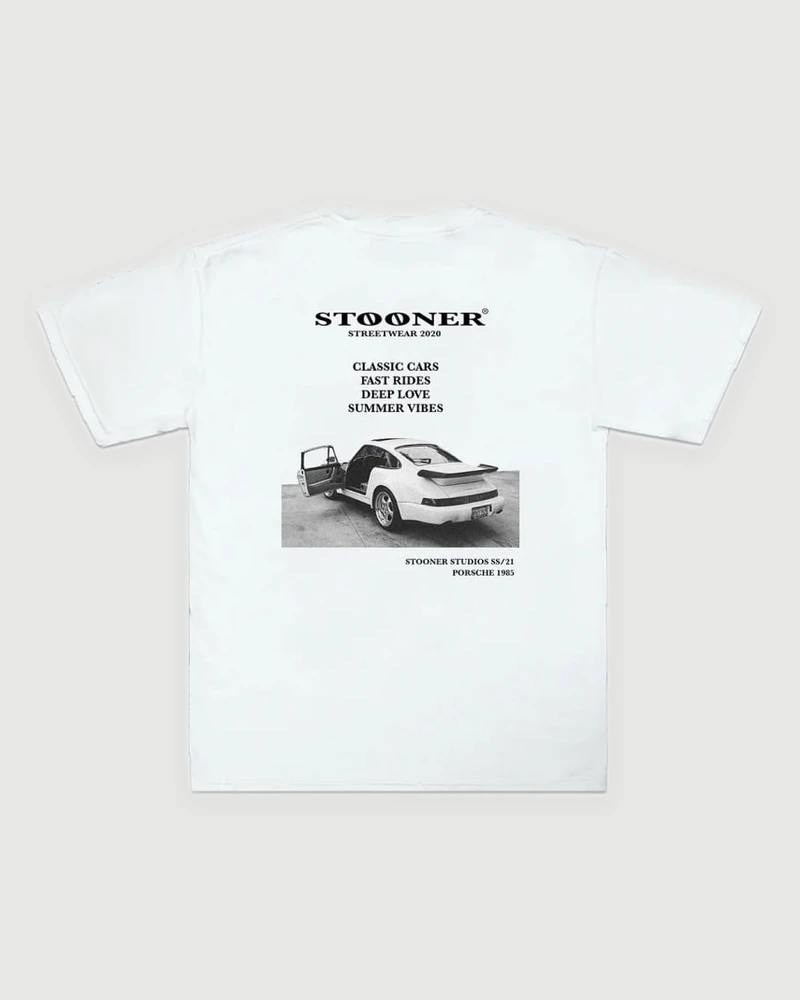 STOONER®
STREETWEAR 2020
CLASSIC CARS
FAST RIDES
DEEP LOVE
SUMMER VIBES
STOONER STUDIOS SS/21
PORSCHE 1985